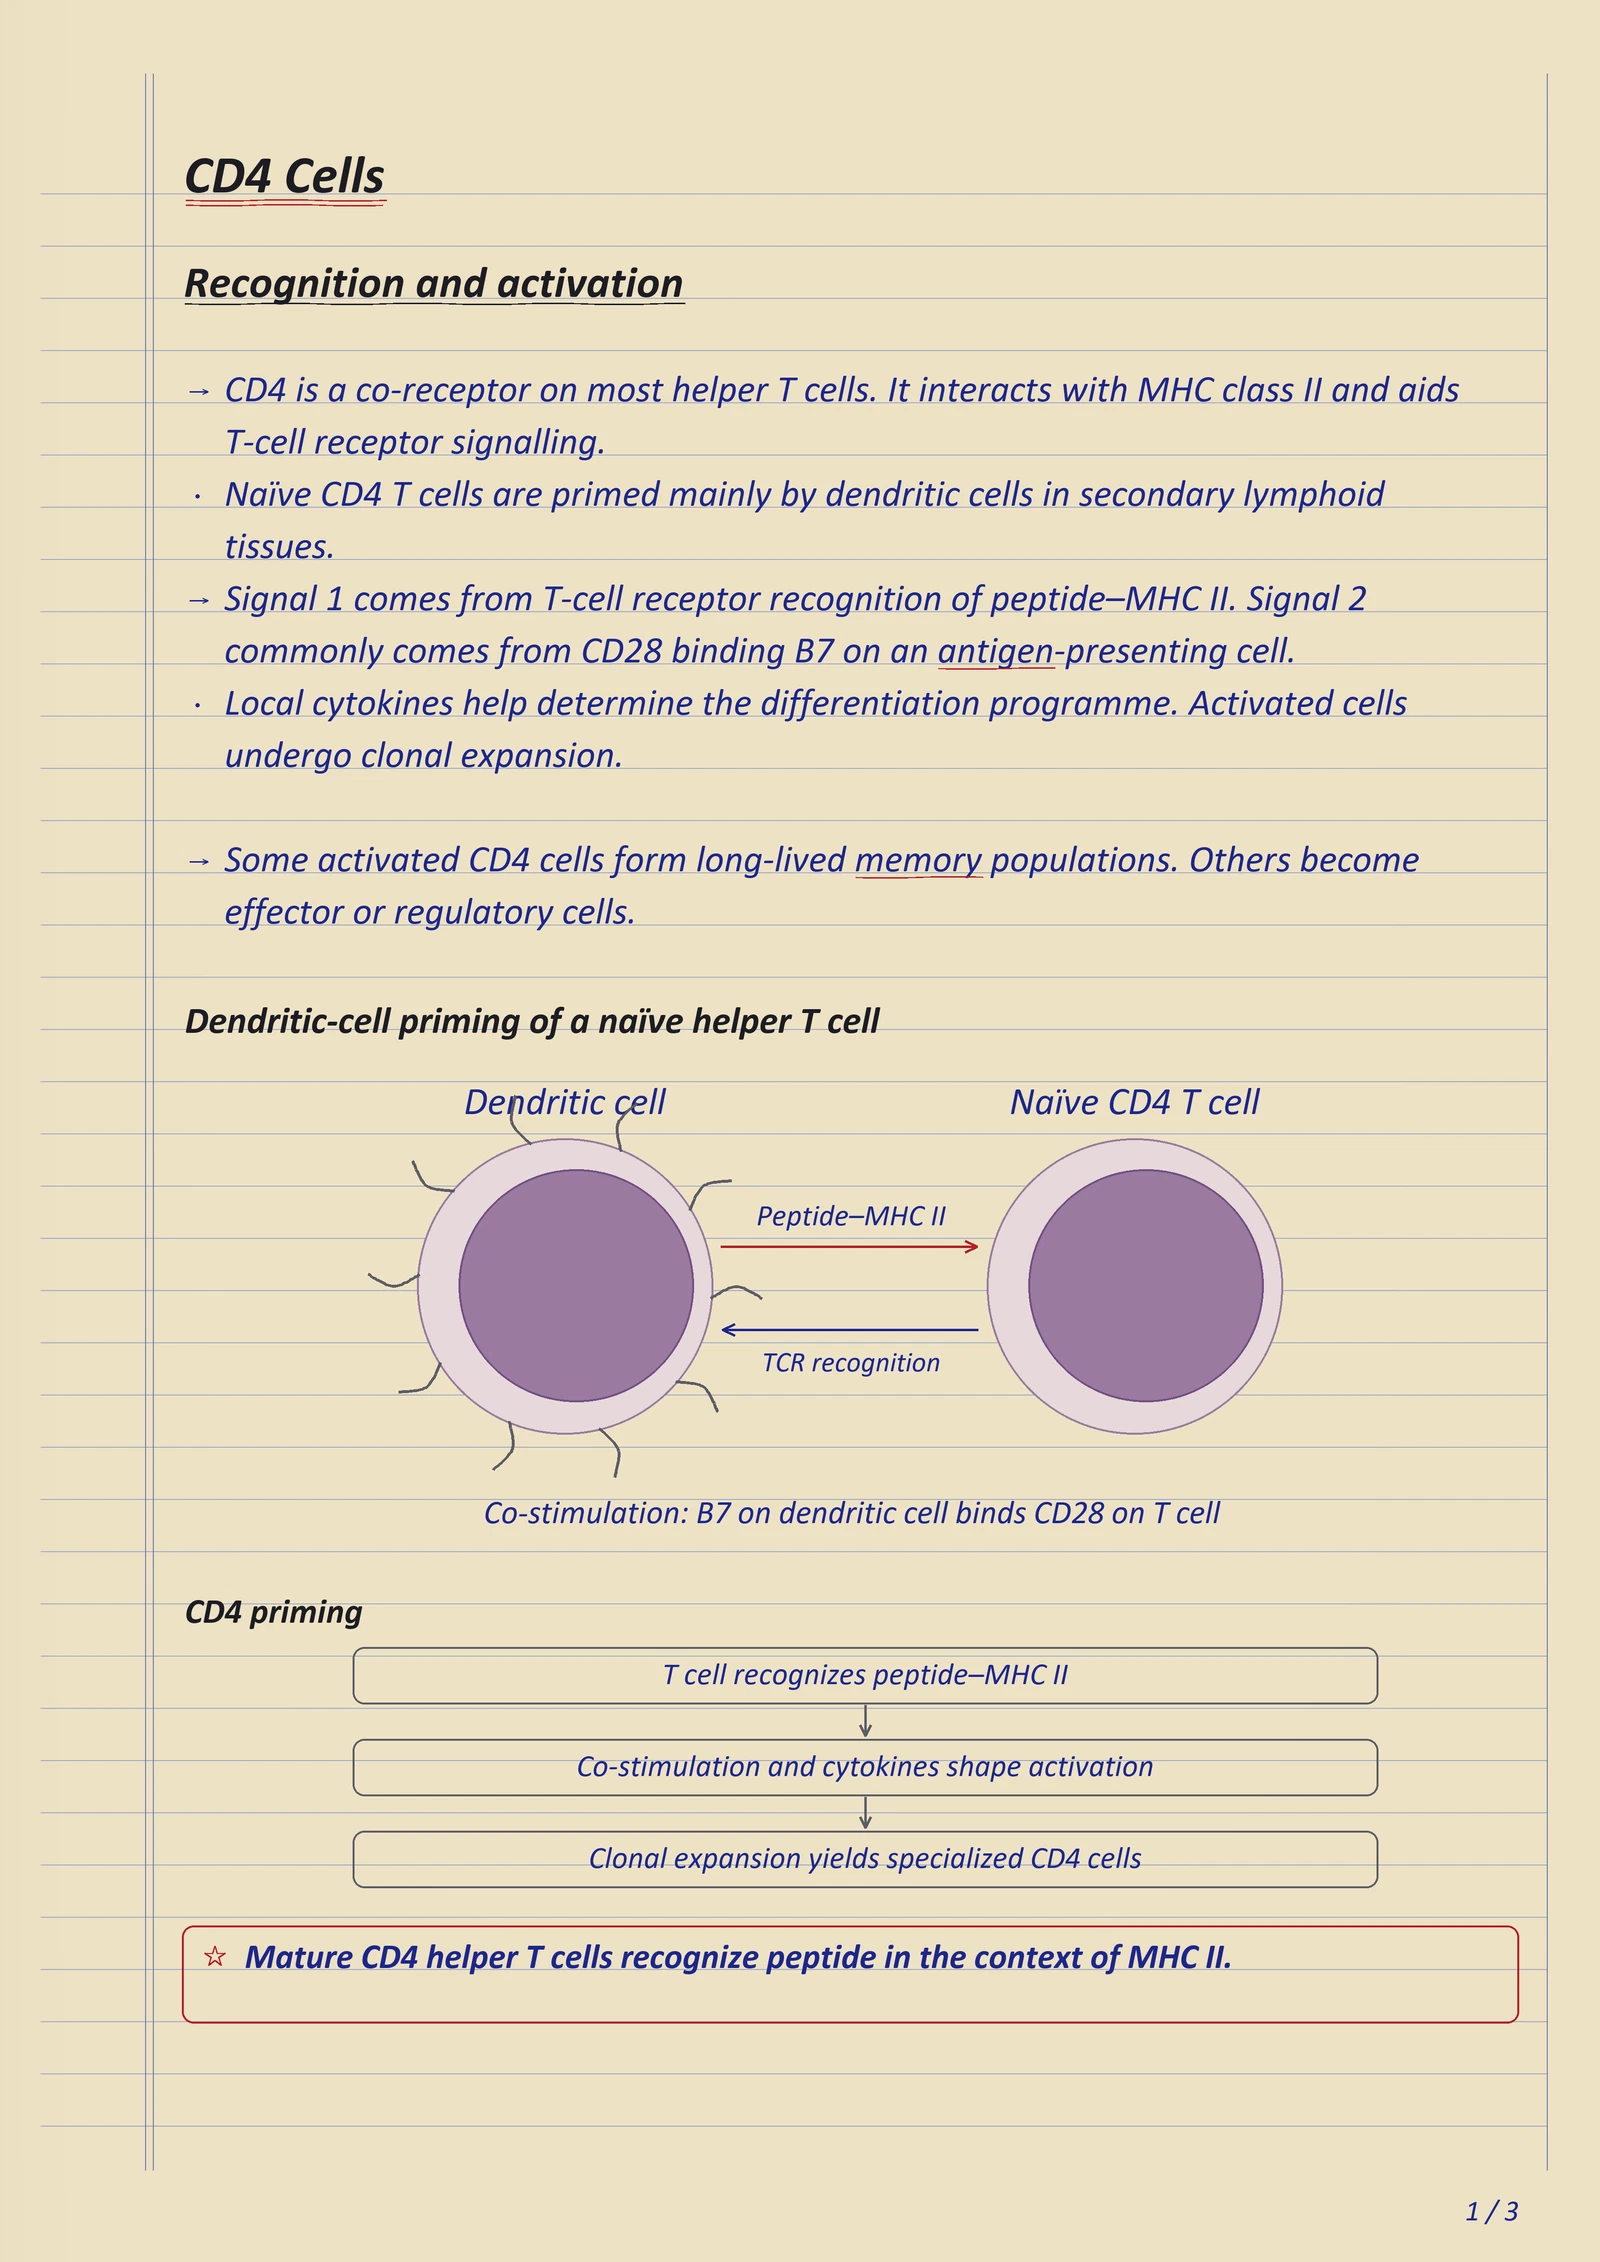 CD4 Cells
Recognition and activation
→ CD4 is a co-receptor on most helper T cells. It interacts with MHC class II and aids
T-cell receptor signalling.
· Naïve CD4 T cells are primed mainly by dendritic cells in secondary lymphoid
tissues.
→ Signal 1 comes from T-cell receptor recognition of peptide–MHC II. Signal 2
commonly comes from CD28 binding B7 on an antigen-presenting cell.
· Local cytokines help determine the differentiation programme. Activated cells
undergo clonal expansion.
→ Some activated CD4 cells form long-lived memory populations. Others become
effector or regulatory cells.
Dendritic-cell priming of a naïve helper T cell
Dendritic cell
Naïve CD4 T cell
Peptide–MHC II
TCR recognition
Co-stimulation: B7 on dendritic cell binds CD28 on T cell
CD4 priming
T cell recognizes peptide–MHC II
Co-stimulation and cytokines shape activation
Clonal expansion yields specialized CD4 cells
☆ Mature CD4 helper T cells recognize peptide in the context of MHC II.
1 / 3